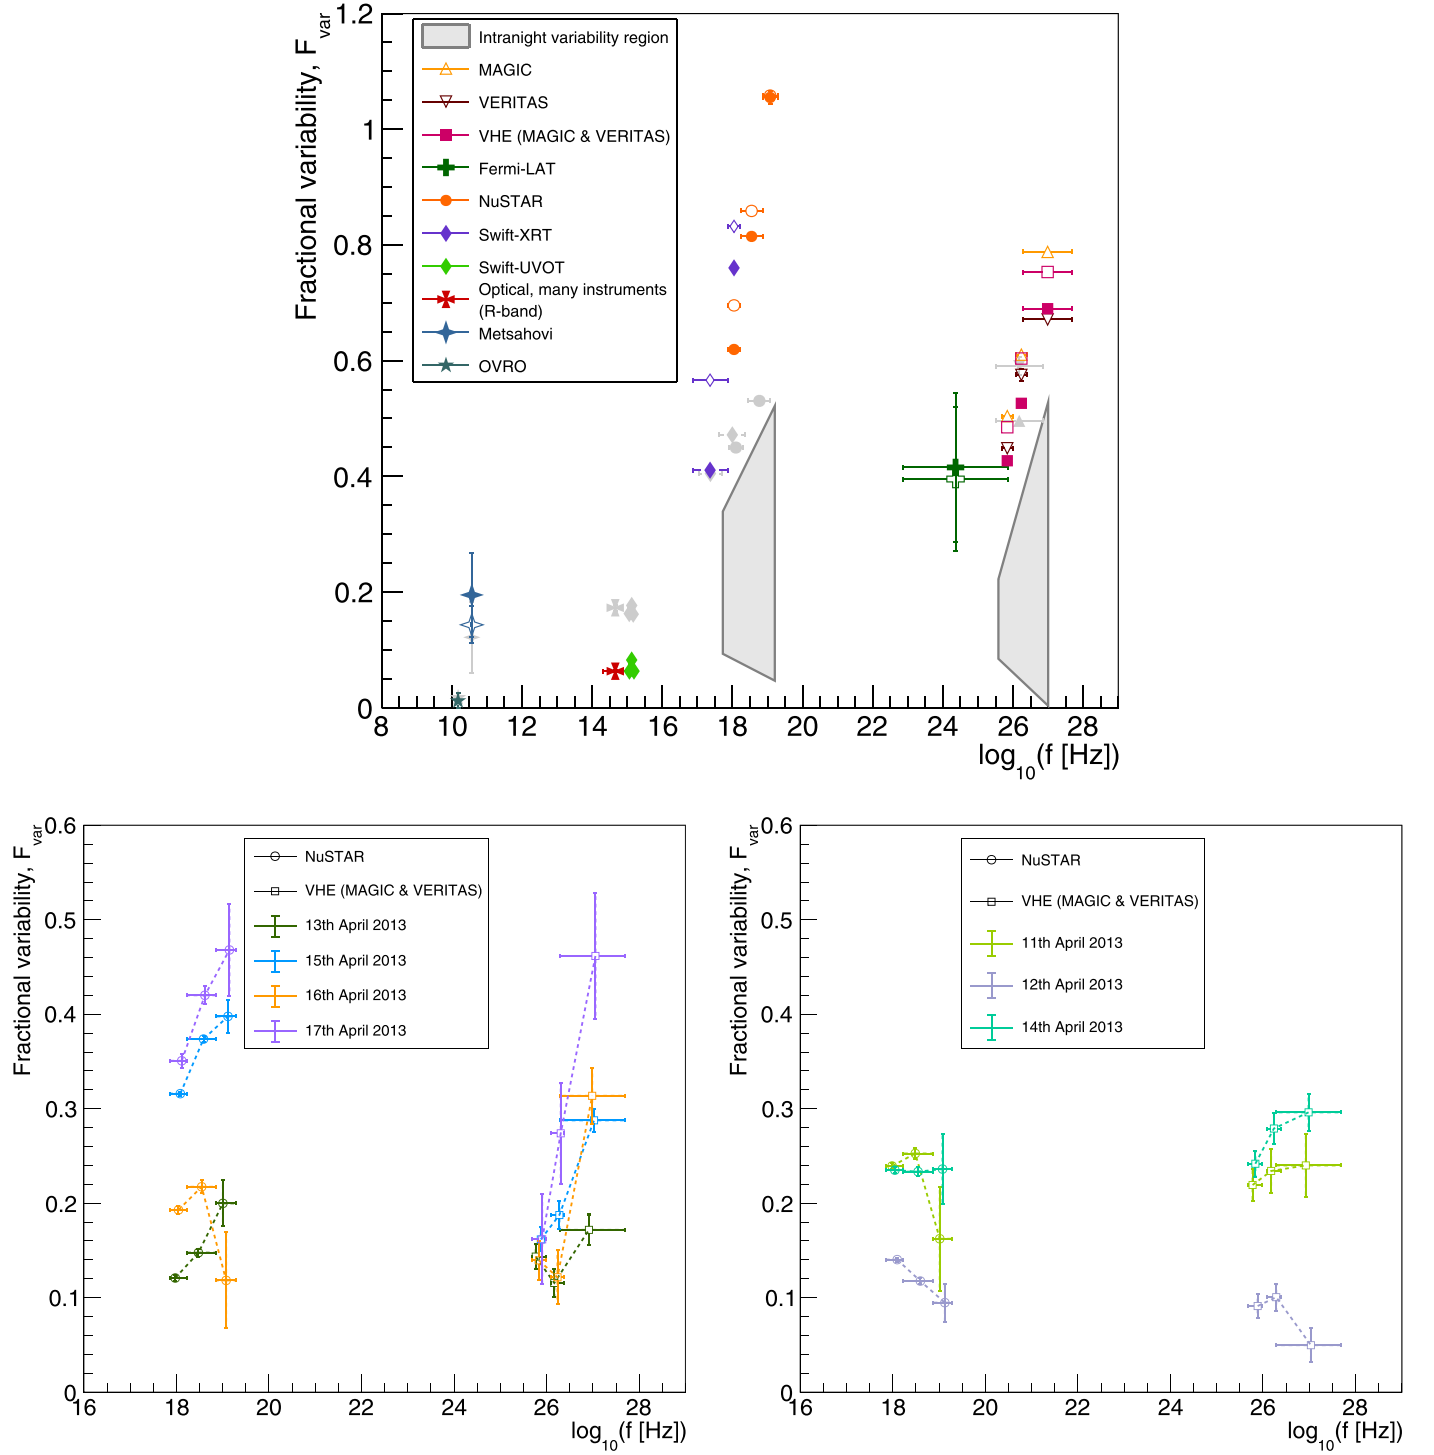 Fractional variability, Fvar
1.2
1
0.8
0.6
0.4
0.2
0
Intranight variability region
MAGIC
VERITAS
VHE (MAGIC & VERITAS)
Fermi-LAT
NuSTAR
Swift-XRT
Swift-UVOT
Optical, many instruments
(R-band)
Metsahovi
OVRO
8 10 12 14 16 18 20 22 24 26 28
log10(f [Hz])
Fractional variability, Fvar
0.6
0.5
0.4
0.3
0.2
0.1
0
NuSTAR
VHE (MAGIC & VERITAS)
13th April 2013
15th April 2013
16th April 2013
17th April 2013
16 18 20 22 24 26 28
log10(f [Hz])
Fractional variability, Fvar
0.6
0.5
0.4
0.3
0.2
0.1
0
NuSTAR
VHE (MAGIC & VERITAS)
11th April 2013
12th April 2013
14th April 2013
16 18 20 22 24 26 28
log10(f [Hz])